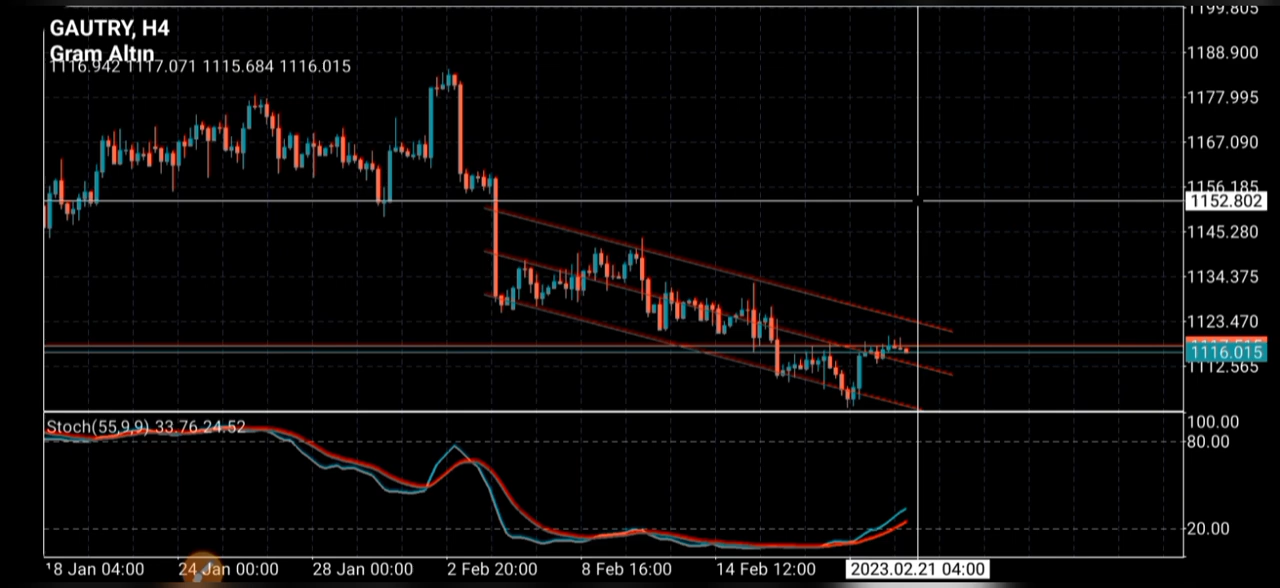 GAUTRY, H4
Gram Altın
1116.942 1117.071 1115.684 1116.015
1199.805
1188.900
1177.995
1167.090
1156.185
1152.802
1145.280
1134.375
1123.470
1116.015
1112.565
Stoch(55,9,9) 33.76 24.52
100.00
80.00
20.00
18 Jan 04:00 24 Jan 00:00 28 Jan 00:00 2 Feb 20:00 8 Feb 16:00 14 Feb 12:00 2023.02.21 04:00